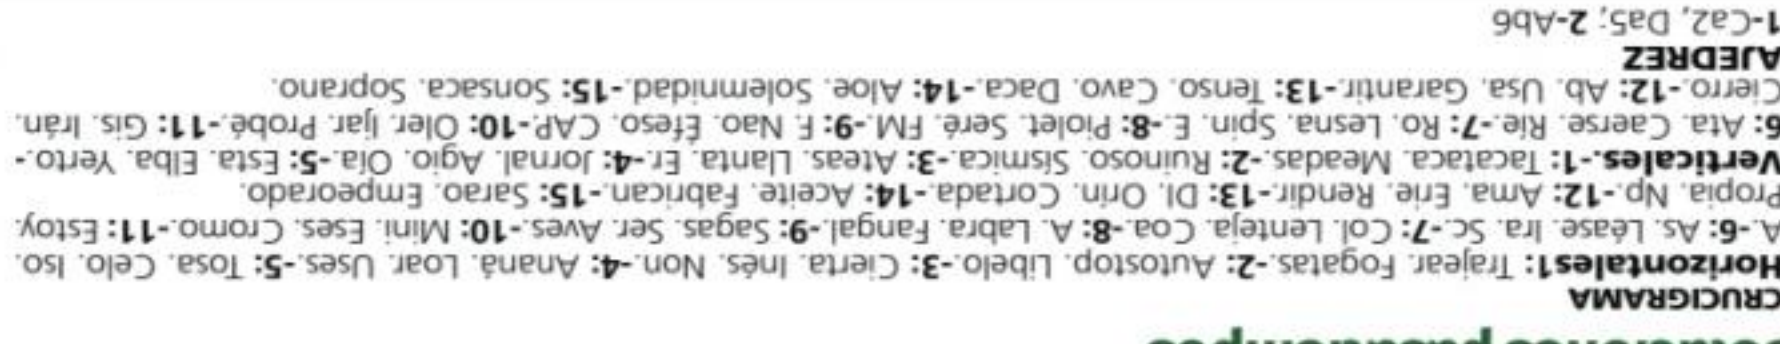 CRUCIGRAMA
Horizontales1: Trajear. Fogatas.-2: Autostop. Libelo.-3: Cierta. Inés. Non.-4: Ananá. Loar. Uses.-5: Tosa. Celo. Iso.
A.-6: As. Léase. Ira. Sc.-7: Col. Lenteja. Coa.-8: A. Labra. Fangal.-9: Sagas. Ser. Aves.-10: Mini. Eses. Cromo.-11: Estoy.
Propia. Np.-12: Ama. Erie. Rendir.-13: DI. Orin. Cortada.-14: Aceite. Fabrican.-15: Sarao. Empeorado.
Verticales.-1: Tacataca. Meadas.-2: Ruinoso. Sísmica.-3: Ateas. Llanta. Er.-4: Jornal. Agio. Oía.-5: Esta. Elba. Yerto.-
6: Ata. Caerse. Ríe.-7: Ro. Lesna. Spin. E.-8: Piolet. Seré. FM.-9: F. Nao. Éfeso. CAP.-10: Oler. Ijar. Probé.-11: Gis. Irán.
Cierro.-12: Ab. Usa. Garantir.-13: Tenso. Cavo. Daca.-14: Aloe. Solemnidad.-15: Sonsaca. Soprano.
AJEDREZ
1-Ca2, Da5; 2-Ab6